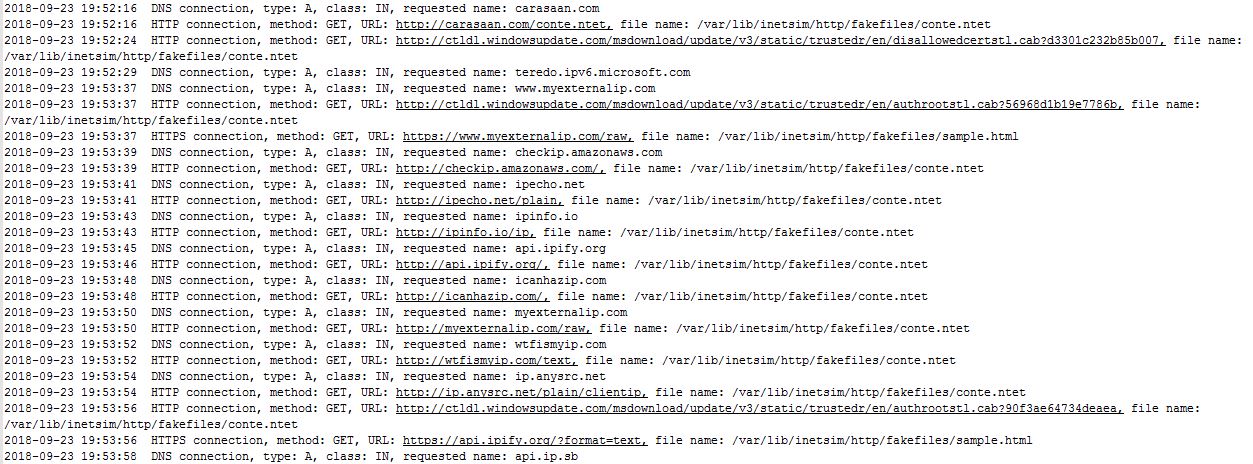 2018-09-23 19:52:16 DNS connection, type: A, class: IN, requested name: carasaan.com
2018-09-23 19:52:16 HTTP connection, method: GET, URL: http://carasaan.com/conte.ntet, file name: /var/lib/inetsim/http/fakefiles/conte.ntet
2018-09-23 19:52:24 HTTP connection, method: GET, URL: http://ctldl.windowsupdate.com/msdownload/update/v3/static/trustedr/en/disallowedcertstl.cab?d3301c232b85b007, file name:
/var/lib/inetsim/http/fakefiles/conte.ntet
2018-09-23 19:52:29 DNS connection, type: A, class: IN, requested name: teredo.ipv6.microsoft.com
2018-09-23 19:53:37 DNS connection, type: A, class: IN, requested name: www.myexternalip.com
2018-09-23 19:53:37 HTTP connection, method: GET, URL: http://ctldl.windowsupdate.com/msdownload/update/v3/static/trustedr/en/authrootstl.cab?56968d1b19e7786b, file name:
/var/lib/inetsim/http/fakefiles/conte.ntet
2018-09-23 19:53:37 HTTPS connection, method: GET, URL: https://www.myexternalip.com/raw, file name: /var/lib/inetsim/http/fakefiles/sample.html
2018-09-23 19:53:39 DNS connection, type: A, class: IN, requested name: checkip.amazonaws.com
2018-09-23 19:53:39 HTTP connection, method: GET, URL: http://checkip.amazonaws.com/, file name: /var/lib/inetsim/http/fakefiles/conte.ntet
2018-09-23 19:53:41 DNS connection, type: A, class: IN, requested name: ipecho.net
2018-09-23 19:53:41 HTTP connection, method: GET, URL: http://ipecho.net/plain, file name: /var/lib/inetsim/http/fakefiles/conte.ntet
2018-09-23 19:53:43 DNS connection, type: A, class: IN, requested name: ipinfo.io
2018-09-23 19:53:43 HTTP connection, method: GET, URL: http://ipinfo.io/ip, file name: /var/lib/inetsim/http/fakefiles/conte.ntet
2018-09-23 19:53:45 DNS connection, type: A, class: IN, requested name: api.ipify.org
2018-09-23 19:53:46 HTTP connection, method: GET, URL: http://api.ipify.org/, file name: /var/lib/inetsim/http/fakefiles/conte.ntet
2018-09-23 19:53:48 DNS connection, type: A, class: IN, requested name: icanhazip.com
2018-09-23 19:53:48 HTTP connection, method: GET, URL: http://icanhazip.com/, file name: /var/lib/inetsim/http/fakefiles/conte.ntet
2018-09-23 19:53:50 DNS connection, type: A, class: IN, requested name: myexternalip.com
2018-09-23 19:53:50 HTTP connection, method: GET, URL: http://myexternalip.com/raw, file name: /var/lib/inetsim/http/fakefiles/conte.ntet
2018-09-23 19:53:52 DNS connection, type: A, class: IN, requested name: wtfismyip.com
2018-09-23 19:53:52 HTTP connection, method: GET, URL: http://wtfismyip.com/text, file name: /var/lib/inetsim/http/fakefiles/conte.ntet
2018-09-23 19:53:54 DNS connection, type: A, class: IN, requested name: ip.anysrc.net
2018-09-23 19:53:54 HTTP connection, method: GET, URL: http://ip.anysrc.net/plain/clientip, file name: /var/lib/inetsim/http/fakefiles/conte.ntet
2018-09-23 19:53:56 HTTP connection, method: GET, URL: http://ctldl.windowsupdate.com/msdownload/update/v3/static/trustedr/en/authrootstl.cab?90f3ae64734deaea, file name:
/var/lib/inetsim/http/fakefiles/conte.ntet
2018-09-23 19:53:56 HTTPS connection, method: GET, URL: https://api.ipify.org/?format=text, file name: /var/lib/inetsim/http/fakefiles/sample.html
2018-09-23 19:53:58 DNS connection, type: A, class: IN, requested name: api.ip.sb